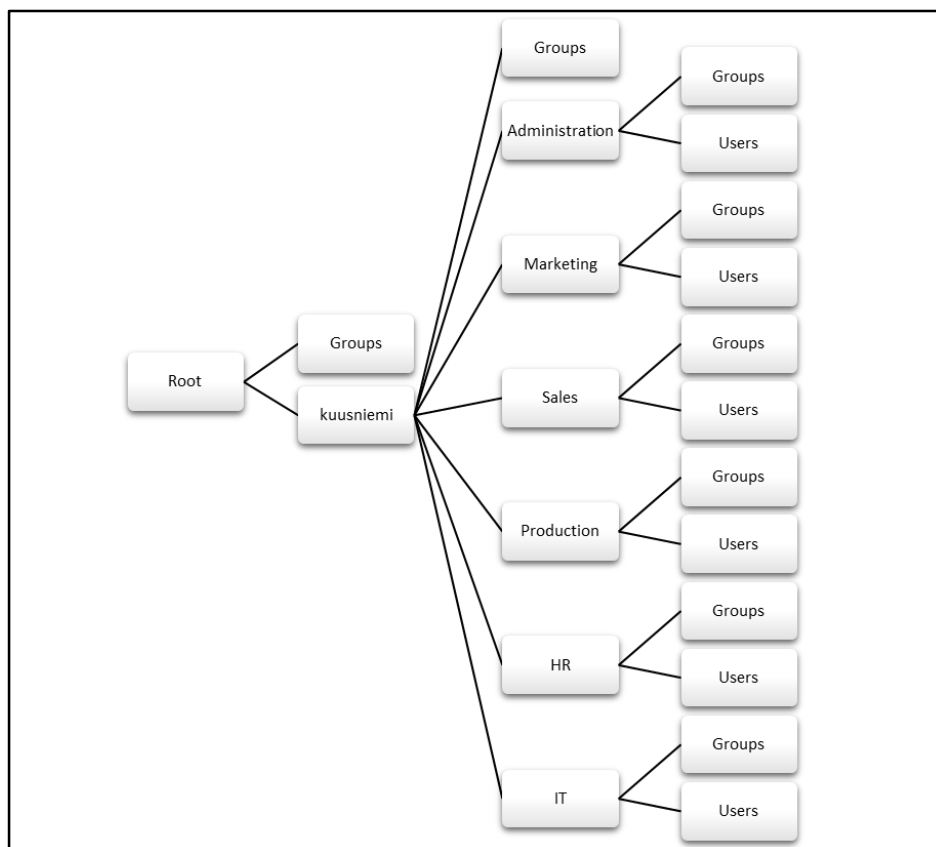 Root
Groups
kuusniemi
Groups
Administration
Groups
Users
Marketing
Groups
Users
Sales
Groups
Users
Production
Groups
Users
HR
Groups
Users
IT
Groups
Users